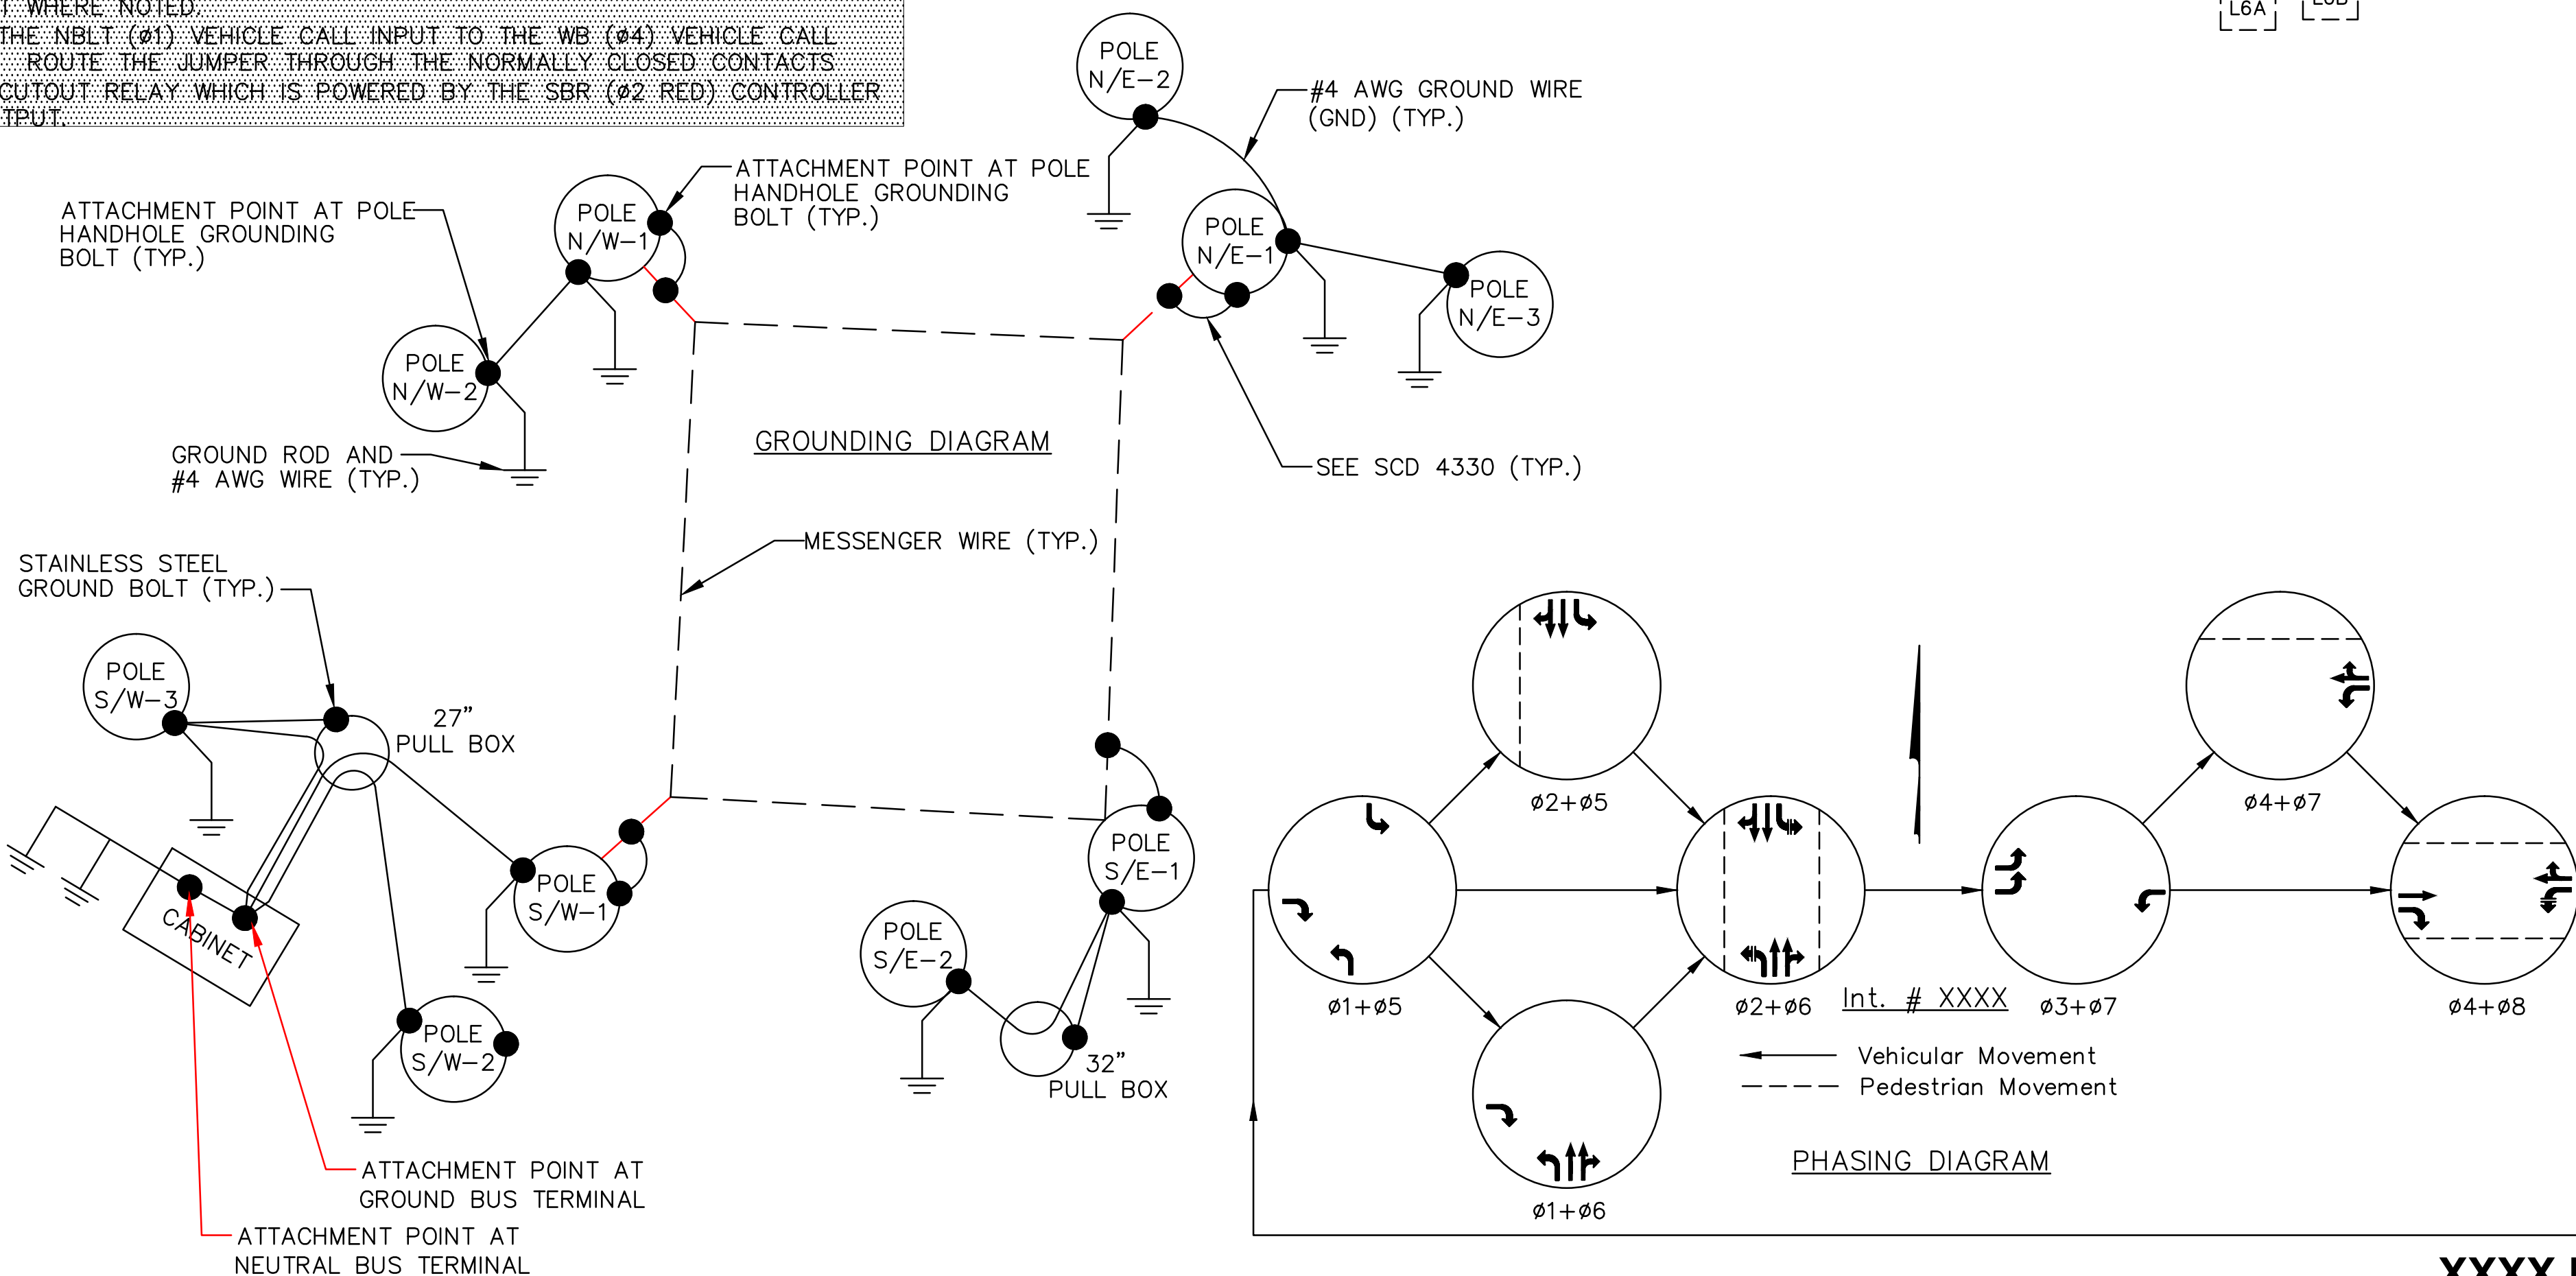 T WHERE NOTED.
THE NBLT (ø1) VEHICLE CALL INPUT TO THE WB (ø4) VEHICLE CALL
ROUTE THE JUMPER THROUGH THE NORMALLY CLOSED CONTACTS
CUTOUT RELAY WHICH IS POWERED BY THE SBR (ø2 RED) CONTROLLER
TPUT.
L6A
POLE
N/E-2
#4 AWG GROUND WIRE
(GND) (TYP.)
ATTACHMENT POINT AT POLE
HANDHOLE GROUNDING
BOLT (TYP.)
POLE
N/W-1
ATTACHMENT POINT AT POLE
HANDHOLE GROUNDING
BOLT (TYP.)
POLE
N/E-1
POLE
N/E-3
POLE
N/W-2
GROUNDING DIAGRAM
GROUND ROD AND
#4 AWG WIRE (TYP.)
SEE SCD 4330 (TYP.)
MESSENGER WIRE (TYP.)
STAINLESS STEEL
GROUND BOLT (TYP.)
POLE
S/W-3
27"
PULL BOX
CABINET
POLE
S/W-1
POLE
S/W-2
POLE
S/E-1
POLE
S/E-2
32"
PULL BOX
ATTACHMENT POINT AT
GROUND BUS TERMINAL
ATTACHMENT POINT AT
NEUTRAL BUS TERMINAL
ø2+ø5
ø4+ø7
ø1+ø5
ø2+ø6
Int. # XXXX
ø3+ø7
ø4+ø8
Vehicular Movement
Pedestrian Movement
PHASING DIAGRAM
ø1+ø6
XXXX